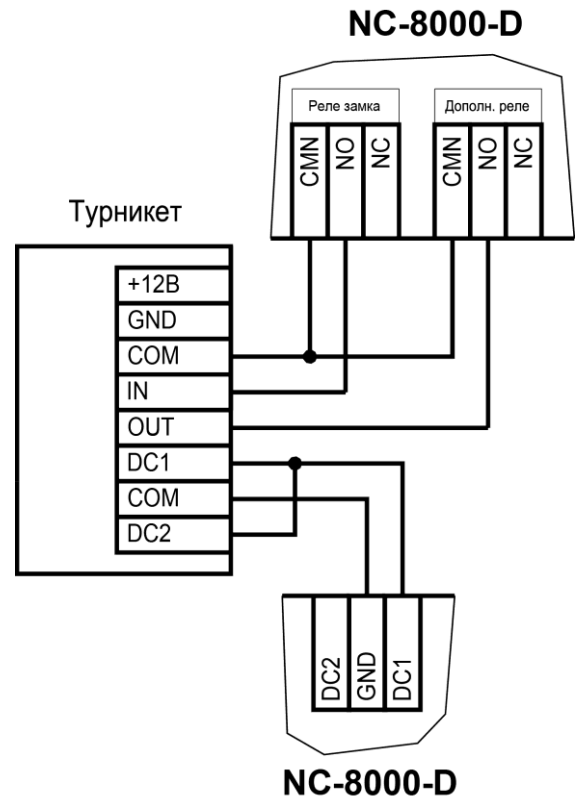 NC-8000-D
Реле замка
Дополн. реле
CMN
NO
NC
CMN
NO
NC
Турникет
+12В
GND
COM
IN
OUT
DC1
COM
DC2
DC2
GND
DC1
NC-8000-D